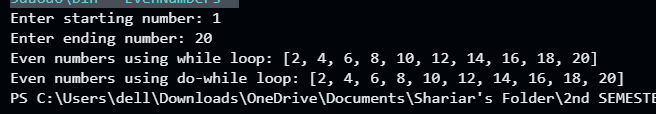 Enter starting number: 1
Enter ending number: 20
Even numbers using while loop: [2, 4, 6, 8, 10, 12, 14, 16, 18, 20]
Even numbers using do-while loop: [2, 4, 6, 8, 10, 12, 14, 16, 18, 20]
PS C:\Users\dell\Downloads\OneDrive\Documents\Shariar's Folder\2nd SEMESTE